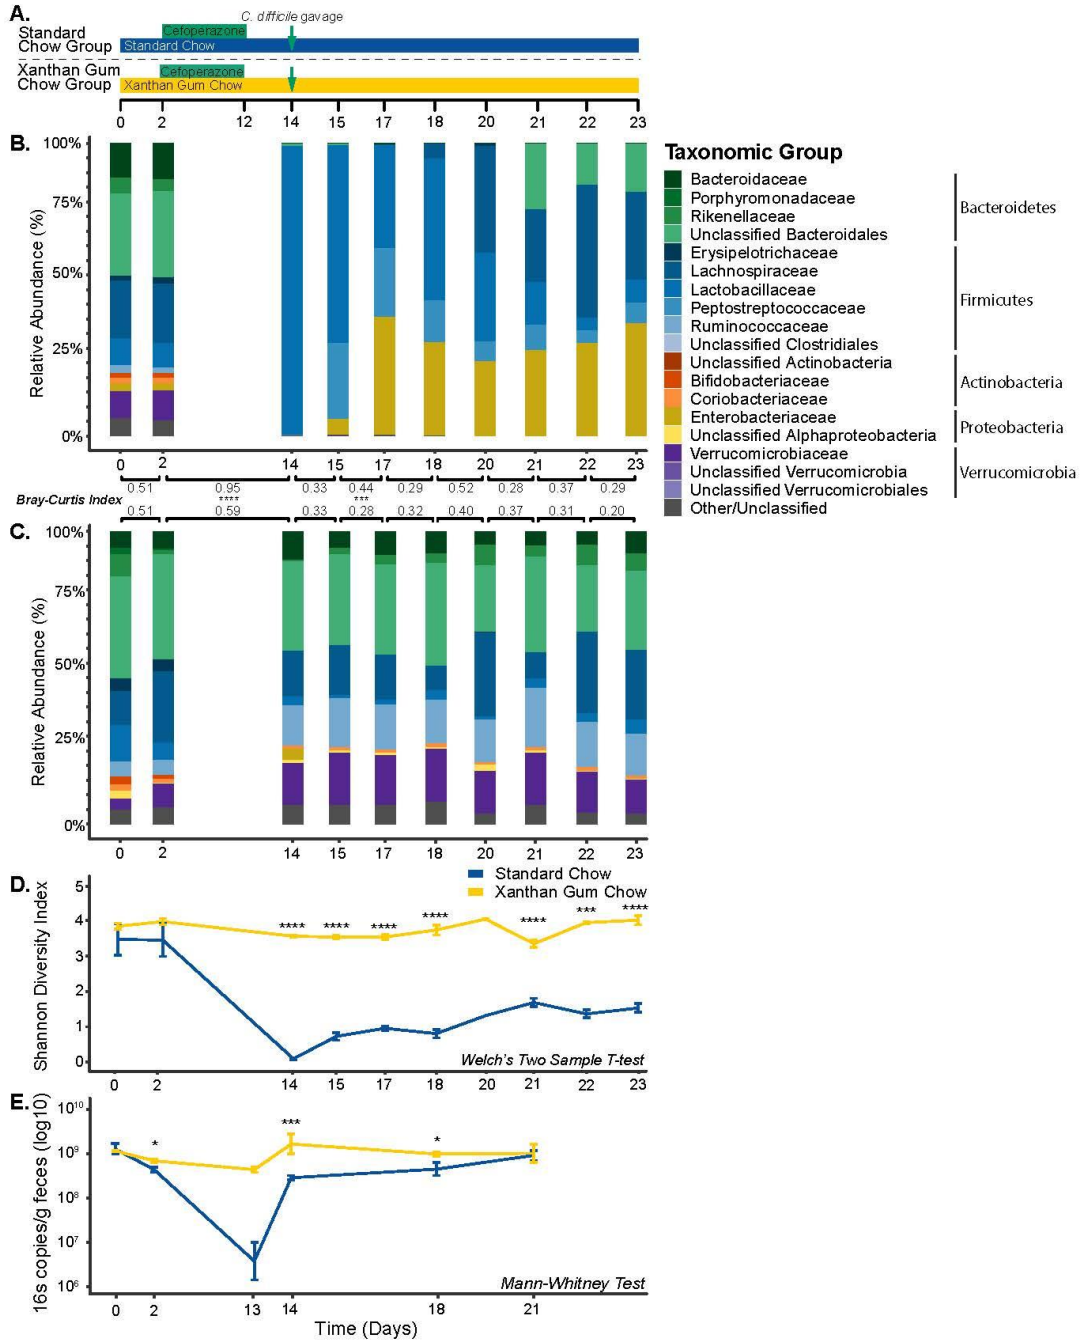 A.
C. difficile gavage
Standard Chow Group
Cefoperazone
Standard Chow
Xanthan Gum Chow Group
Cefoperazone
Xanthan Gum Chow
0 2 12 14 15 17 18 20 21 22 23
B.
Relative Abundance (%)
100%
75%
50%
25%
0%
0 2 14 15 17 18 20 21 22 23
Taxonomic Group
Bacteroidaceae
Porphyromonadaceae
Rikenellaceae
Unclassified Bacteroidales
Bacteroidetes
Erysipelotrichaceae
Lachnospiraceae
Lactobacillaceae
Peptostreptococcaceae
Ruminococcaceae
Unclassified Clostridiales
Firmicutes
Unclassified Actinobacteria
Bifidobacteriaceae
Coriobacteriaceae
Actinobacteria
Enterobacteriaceae
Unclassified Alphaproteobacteria
Proteobacteria
Verrucomicrobiaceae
Unclassified Verrucomicrobia
Unclassified Verrucomicrobiales
Verrucomicrobia
Other/Unclassified
0.51 0.95 0.33 0.44 0.29 0.52 0.28 0.37 0.29
Bray-Curtis Index **** ***
0.51 0.59 0.33 0.28 0.32 0.40 0.37 0.31 0.20
C.
Relative Abundance (%)
100%
75%
50%
25%
0%
0 2 14 15 17 18 20 21 22 23
D.
Standard Chow
Xanthan Gum Chow
Shannon Diversity Index
5
4
3
2
1
0
**** **** **** **** **** *** ****
Welch's Two Sample T-test
0 2 14 15 17 18 20 21 22 23
E.
16s copies/g feces (log10)
10¹⁰
10⁹
10⁸
10⁷
10⁶
* *** *
Mann-Whitney Test
0 2 13 14 18 21
Time (Days)